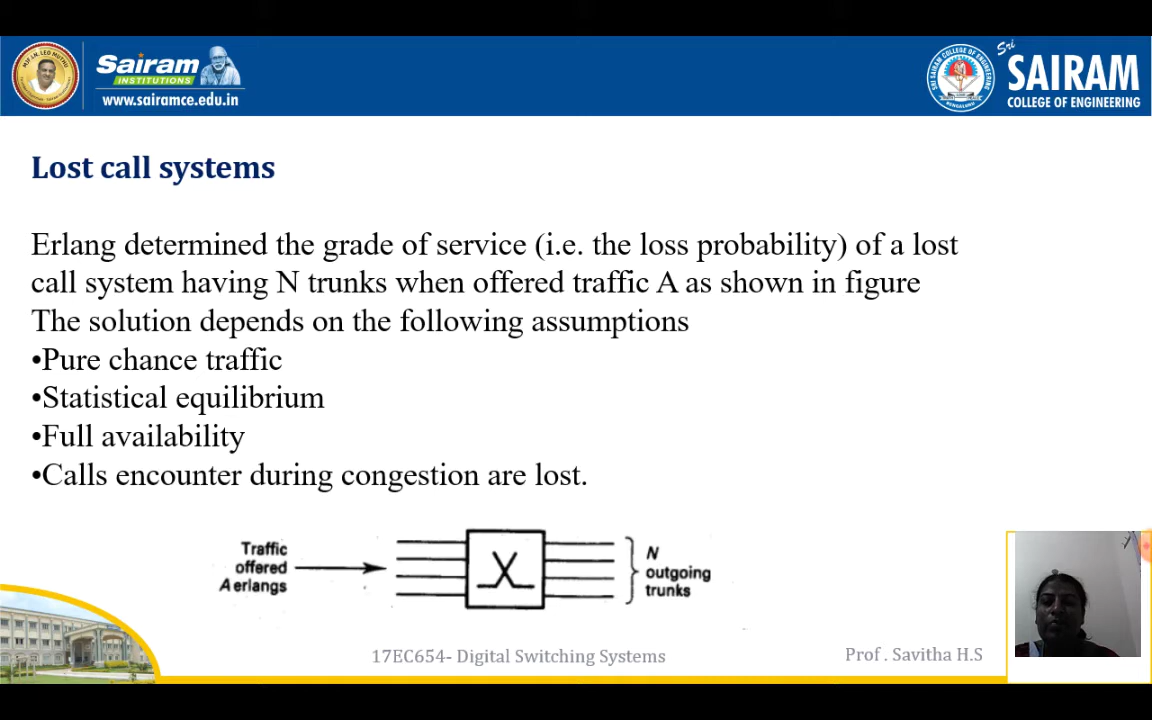 Sairam
INSTITUTIONS
www.sairamce.edu.in
Sri
SAIRAM
COLLEGE OF ENGINEERING
Lost call systems
Erlang determined the grade of service (i.e. the loss probability) of a lost
call system having N trunks when offered traffic A as shown in figure
The solution depends on the following assumptions
•Pure chance traffic
•Statistical equilibrium
•Full availability
•Calls encounter during congestion are lost.
Traffic
offered
A erlangs
N
outgoing
trunks
17EC654- Digital Switching Systems
Prof . Savitha H.S